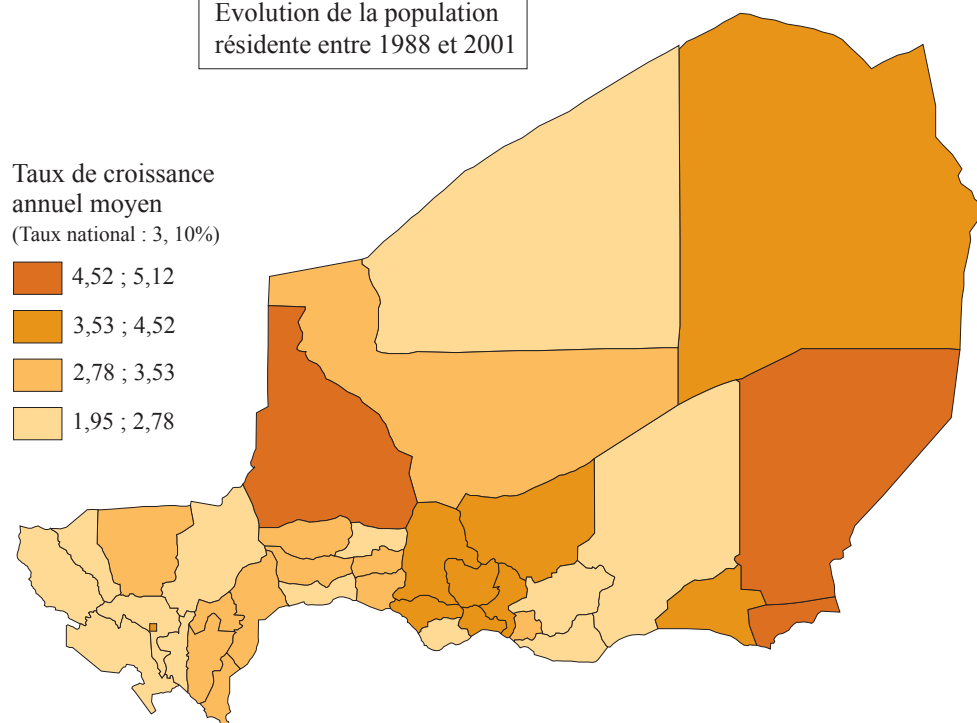 Evolution de la population
résidente entre 1988 et 2001
Taux de croissance
annuel moyen
(Taux national : 3, 10%)
4,52 ; 5,12
3,53 ; 4,52
2,78 ; 3,53
1,95 ; 2,78